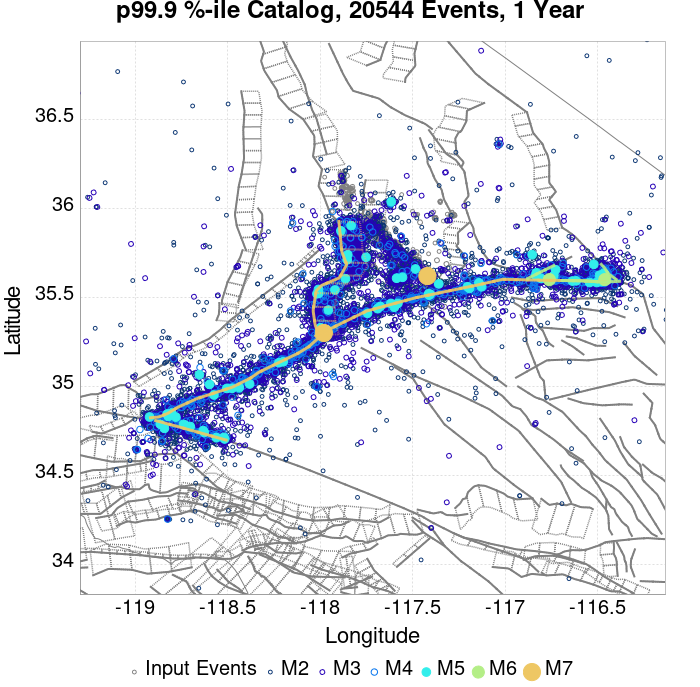 p99.9 %-ile Catalog, 20544 Events, 1 Year
36.5
36
35.5
35
34.5
34
Latitude
-119 -118.5 -118 -117.5 -117 -116.5
Longitude
Input Events M2 M3 M4 M5 M6 M7